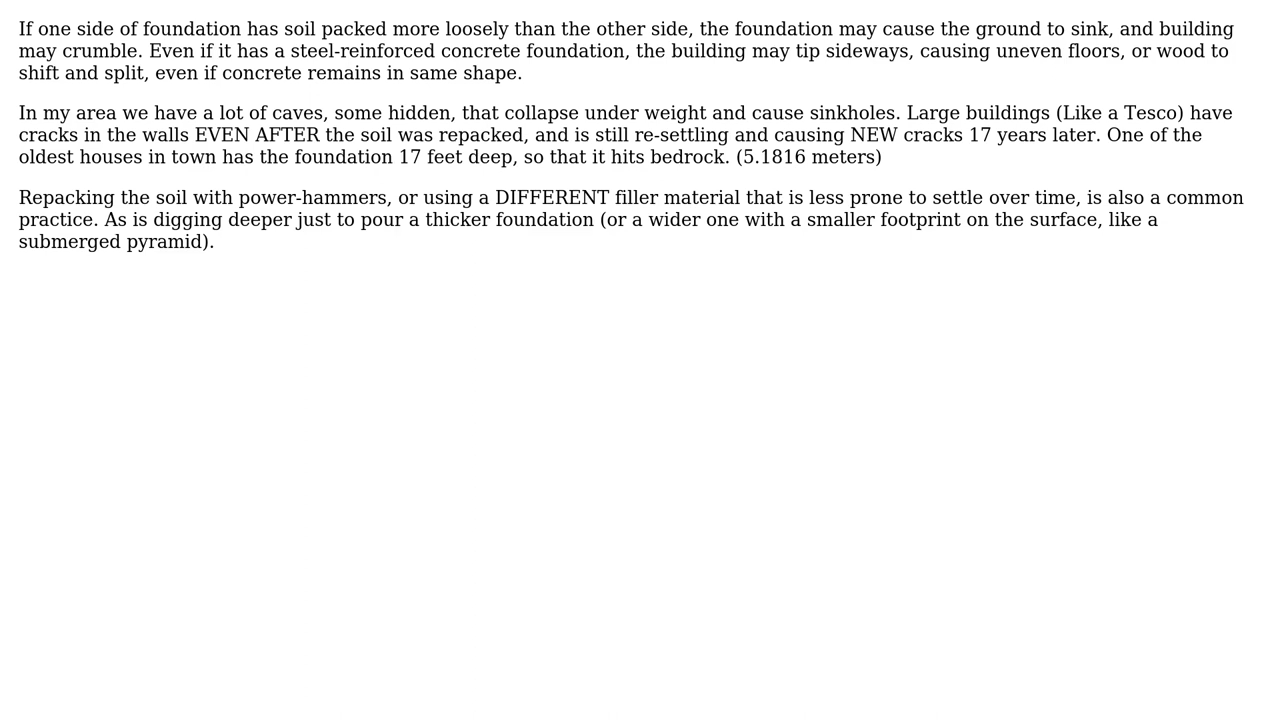 If one side of foundation has soil packed more loosely than the other side, the foundation may cause the ground to sink, and building
may crumble. Even if it has a steel-reinforced concrete foundation, the building may tip sideways, causing uneven floors, or wood to
shift and split, even if concrete remains in same shape.
In my area we have a lot of caves, some hidden, that collapse under weight and cause sinkholes. Large buildings (Like a Tesco) have
cracks in the walls EVEN AFTER the soil was repacked, and is still re-settling and causing NEW cracks 17 years later. One of the
oldest houses in town has the foundation 17 feet deep, so that it hits bedrock. (5.1816 meters)
Repacking the soil with power-hammers, or using a DIFFERENT filler material that is less prone to settle over time, is also a common
practice. As is digging deeper just to pour a thicker foundation (or a wider one with a smaller footprint on the surface, like a
submerged pyramid).